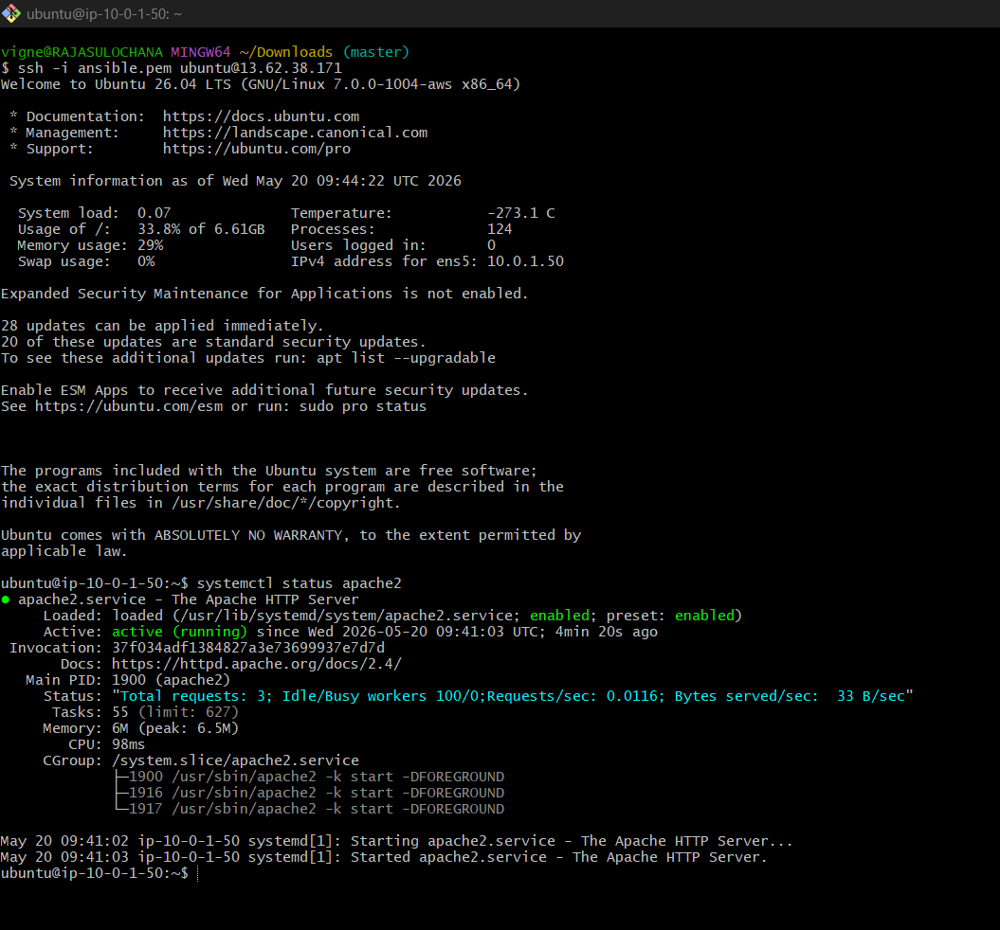 ubuntu@ip-10-0-1-50: ~
vigne@RAJASULOCHANA MINGW64 ~/Downloads (master)
$ ssh -i ansible.pem ubuntu@13.62.38.171
Welcome to Ubuntu 26.04 LTS (GNU/Linux 7.0.0-1004-aws x86_64)

 * Documentation:  https://docs.ubuntu.com
 * Management:     https://landscape.canonical.com
 * Support:        https://ubuntu.com/pro

 System information as of Wed May 20 09:44:22 UTC 2026

  System load:  0.07              Temperature:           -273.1 C
  Usage of /:   33.8% of 6.61GB   Processes:             124
  Memory usage: 29%               Users logged in:       0
  Swap usage:   0%                IPv4 address for ens5: 10.0.1.50

Expanded Security Maintenance for Applications is not enabled.

28 updates can be applied immediately.
20 of these updates are standard security updates.
To see these additional updates run: apt list --upgradable

Enable ESM Apps to receive additional future security updates.
See https://ubuntu.com/esm or run: sudo pro status

The programs included with the Ubuntu system are free software;
the exact distribution terms for each program are described in the
individual files in /usr/share/doc/*/copyright.

Ubuntu comes with ABSOLUTELY NO WARRANTY, to the extent permitted by
applicable law.

ubuntu@ip-10-0-1-50:~$ systemctl status apache2
● apache2.service - The Apache HTTP Server
     Loaded: loaded (/usr/lib/systemd/system/apache2.service; enabled; preset: enabled)
     Active: active (running) since Wed 2026-05-20 09:41:03 UTC; 4min 20s ago
 Invocation: 37f034adf1384827a3e73699937e7d7d
       Docs: https://httpd.apache.org/docs/2.4/
   Main PID: 1900 (apache2)
     Status: "Total requests: 3; Idle/Busy workers 100/0;Requests/sec: 0.0116; Bytes served/sec:  33 B/sec"
      Tasks: 55 (limit: 627)
     Memory: 6M (peak: 6.5M)
        CPU: 98ms
     CGroup: /system.slice/apache2.service
             ├─1900 /usr/sbin/apache2 -k start -DFOREGROUND
             ├─1916 /usr/sbin/apache2 -k start -DFOREGROUND
             └─1917 /usr/sbin/apache2 -k start -DFOREGROUND

May 20 09:41:02 ip-10-0-1-50 systemd[1]: Starting apache2.service - The Apache HTTP Server...
May 20 09:41:03 ip-10-0-1-50 systemd[1]: Started apache2.service - The Apache HTTP Server.
ubuntu@ip-10-0-1-50:~$